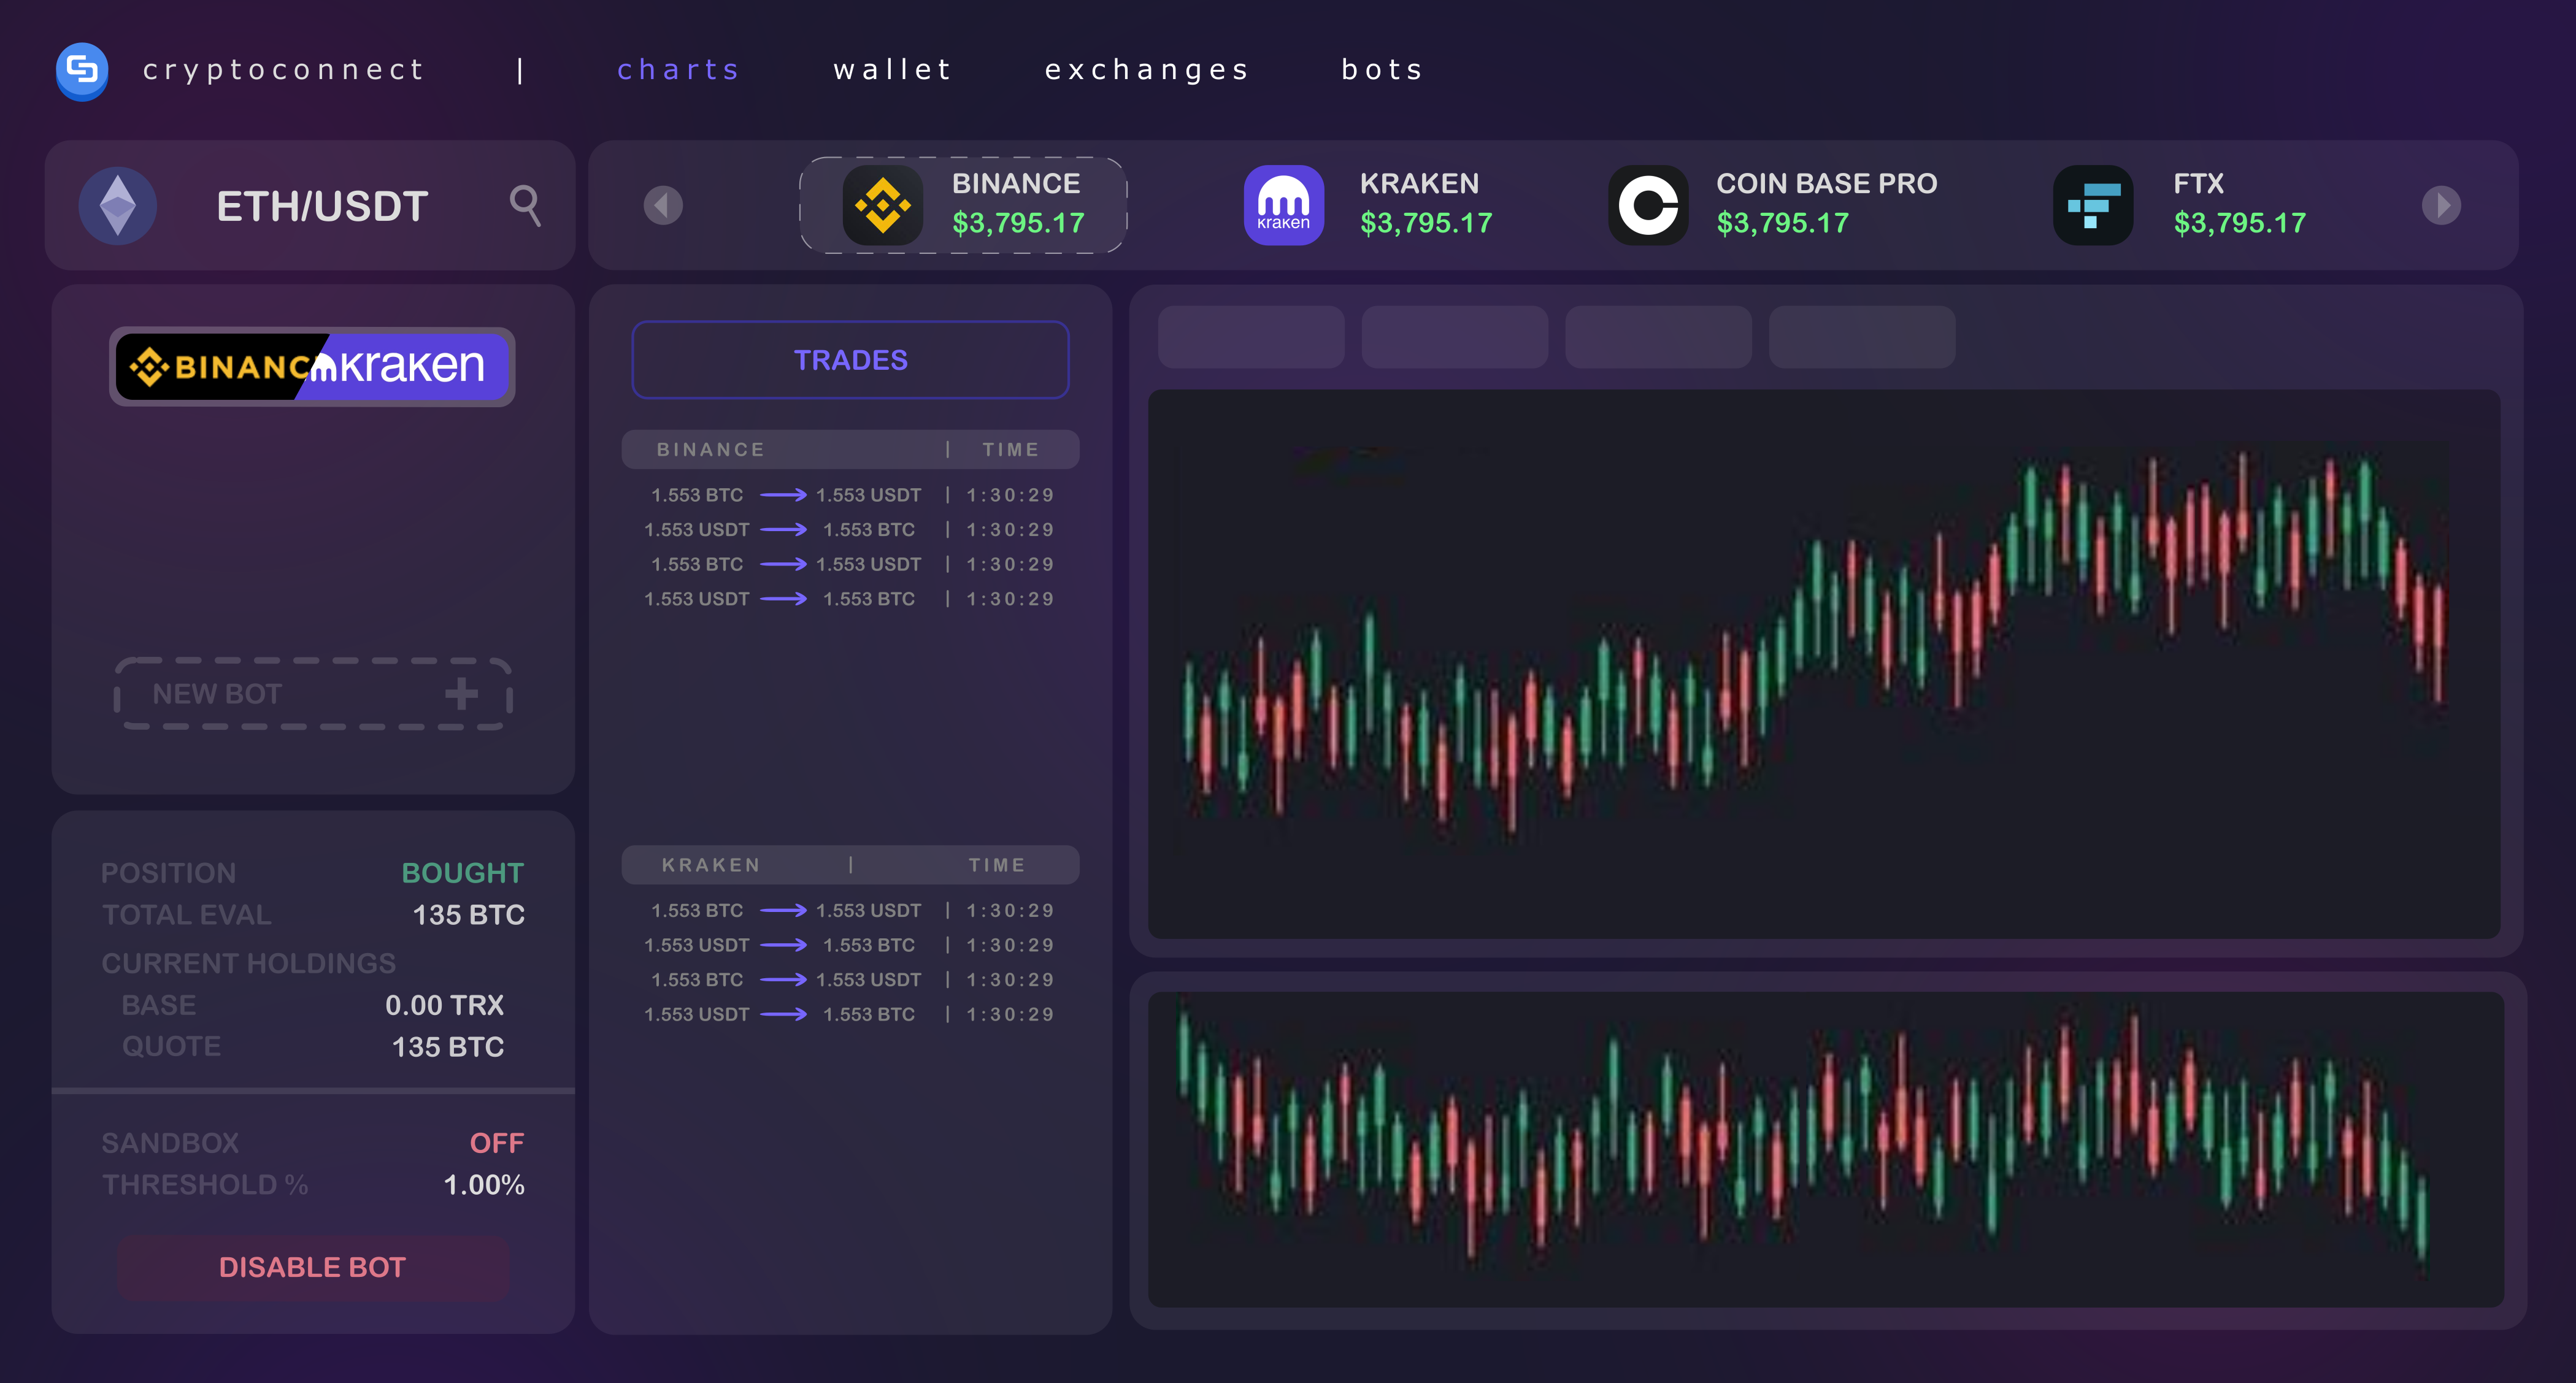 cryptoconnect | charts wallet exchanges bots
ETH/USDT
BINANCE
$3,795.17
KRAKEN
$3,795.17
COIN BASE PRO
$3,795.17
FTX
$3,795.17
kraken
BINANC kraken
NEW BOT +
POSITION BOUGHT
TOTAL EVAL 135 BTC
CURRENT HOLDINGS
BASE 0.00 TRX
QUOTE 135 BTC
SANDBOX OFF
THRESHOLD % 1.00%
DISABLE BOT
TRADES
BINANCE | TIME
1.553 BTC → 1.553 USDT | 1:30:29
1.553 USDT → 1.553 BTC | 1:30:29
1.553 BTC → 1.553 USDT | 1:30:29
1.553 USDT → 1.553 BTC | 1:30:29
KRAKEN | TIME
1.553 BTC → 1.553 USDT | 1:30:29
1.553 USDT → 1.553 BTC | 1:30:29
1.553 BTC → 1.553 USDT | 1:30:29
1.553 USDT → 1.553 BTC | 1:30:29